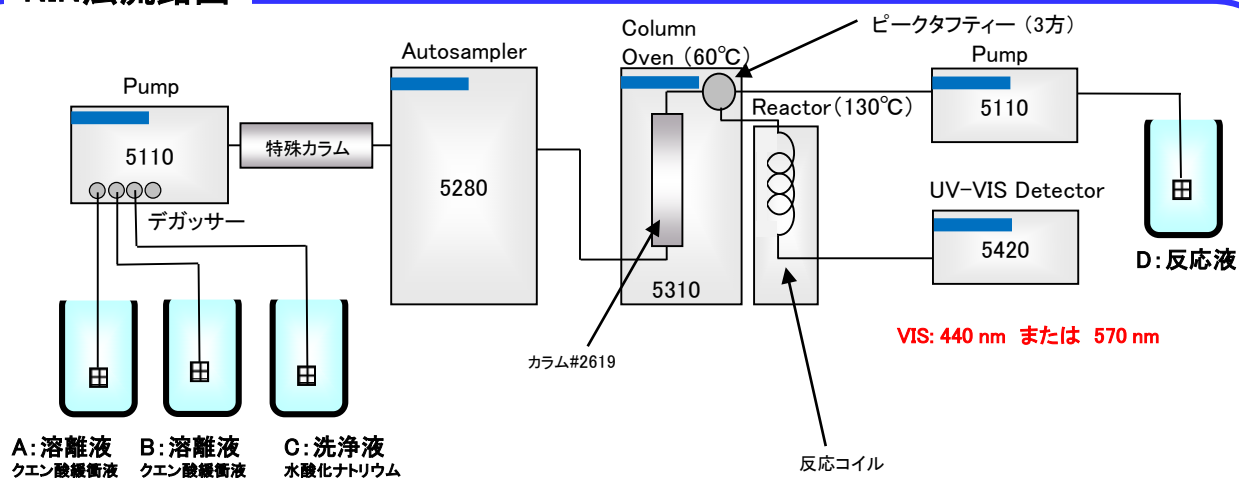 ピークタフティー（3方）
Column
Oven（60℃）
Autosampler
Pump
Pump
5110
特殊カラム
5280
Reactor（130℃）
5110
デガッサー
UV-VIS Detector
5420
5310
D：反応液
VIS: 440 nm または 570 nm
カラム#2619
A：溶離液
クエン酸緩衝液
B：溶離液
クエン酸緩衝液
C：洗浄液
水酸化ナトリウム
反応コイル